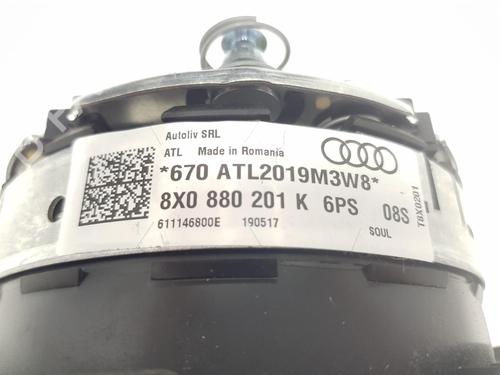 Autoliv SRL
ATL Made in Romania
*670 ATL2019M3W8*
8X0 880 201 K 6PS 08S
611146800E 190517 SOUL
T8X0201